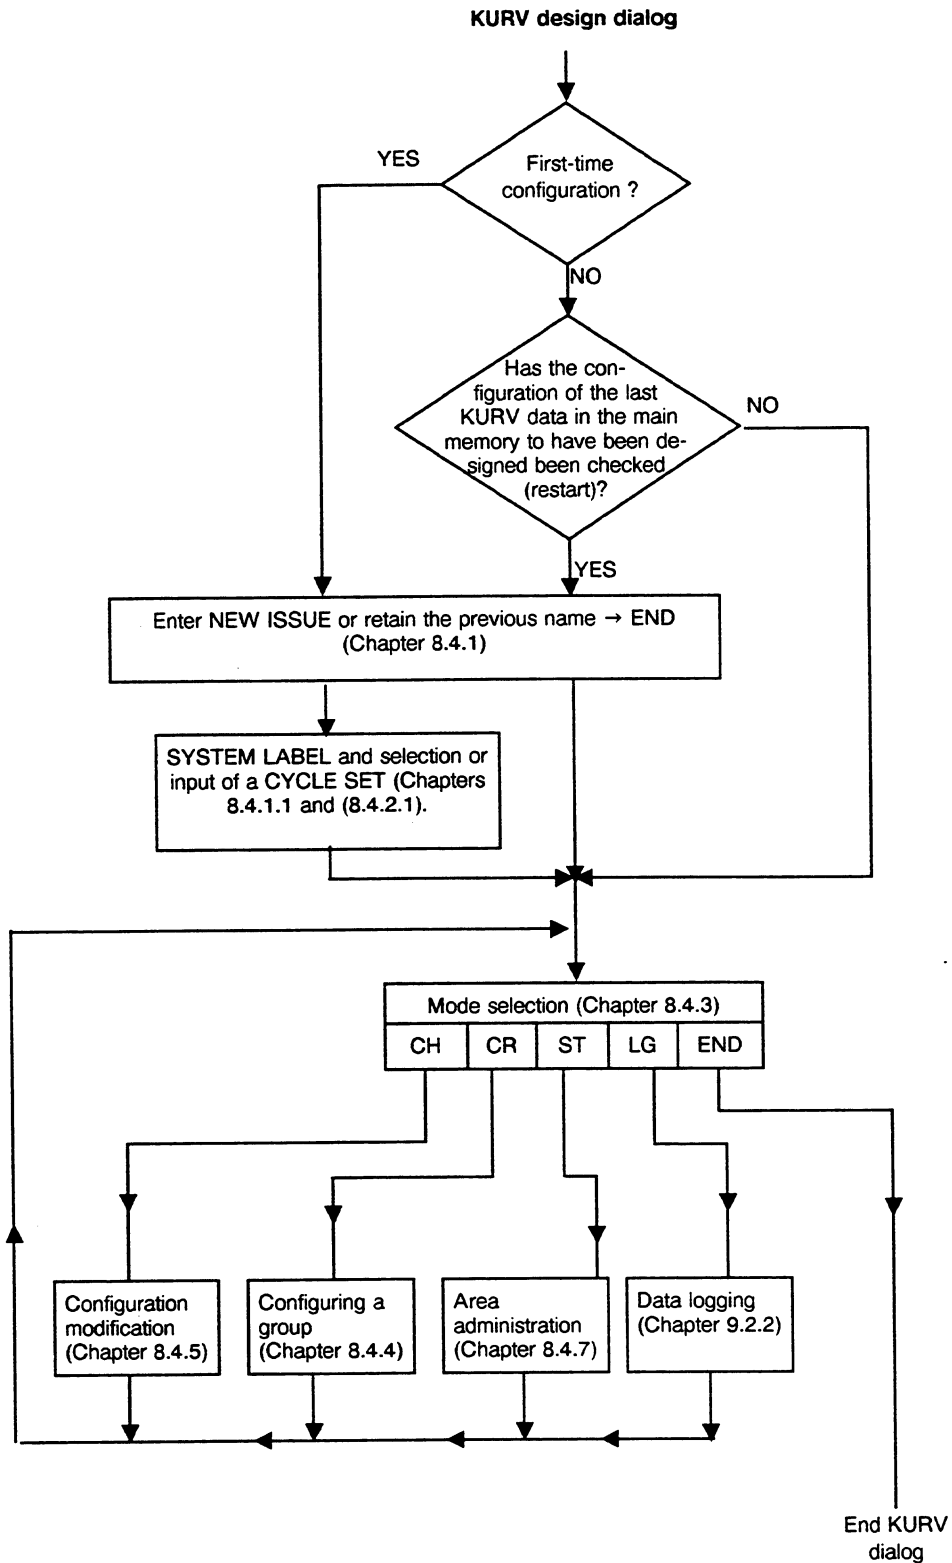 KURV design dialog
First-time
configuration ?
YES
NO
Has the con-
figuration of the last
KURV data in the main
memory to have been de-
signed been checked
(restart)?
NO
YES
Enter NEW ISSUE or retain the previous name → END
(Chapter 8.4.1)
SYSTEM LABEL and selection or
input of a CYCLE SET (Chapters
8.4.1.1 and (8.4.2.1).
Mode selection (Chapter 8.4.3)
CH CR ST LG END
Configuration
modification
(Chapter 8.4.5)
Configuring a
group
(Chapter 8.4.4)
Area
administration
(Chapter 8.4.7)
Data logging
(Chapter 9.2.2)
End KURV
dialog